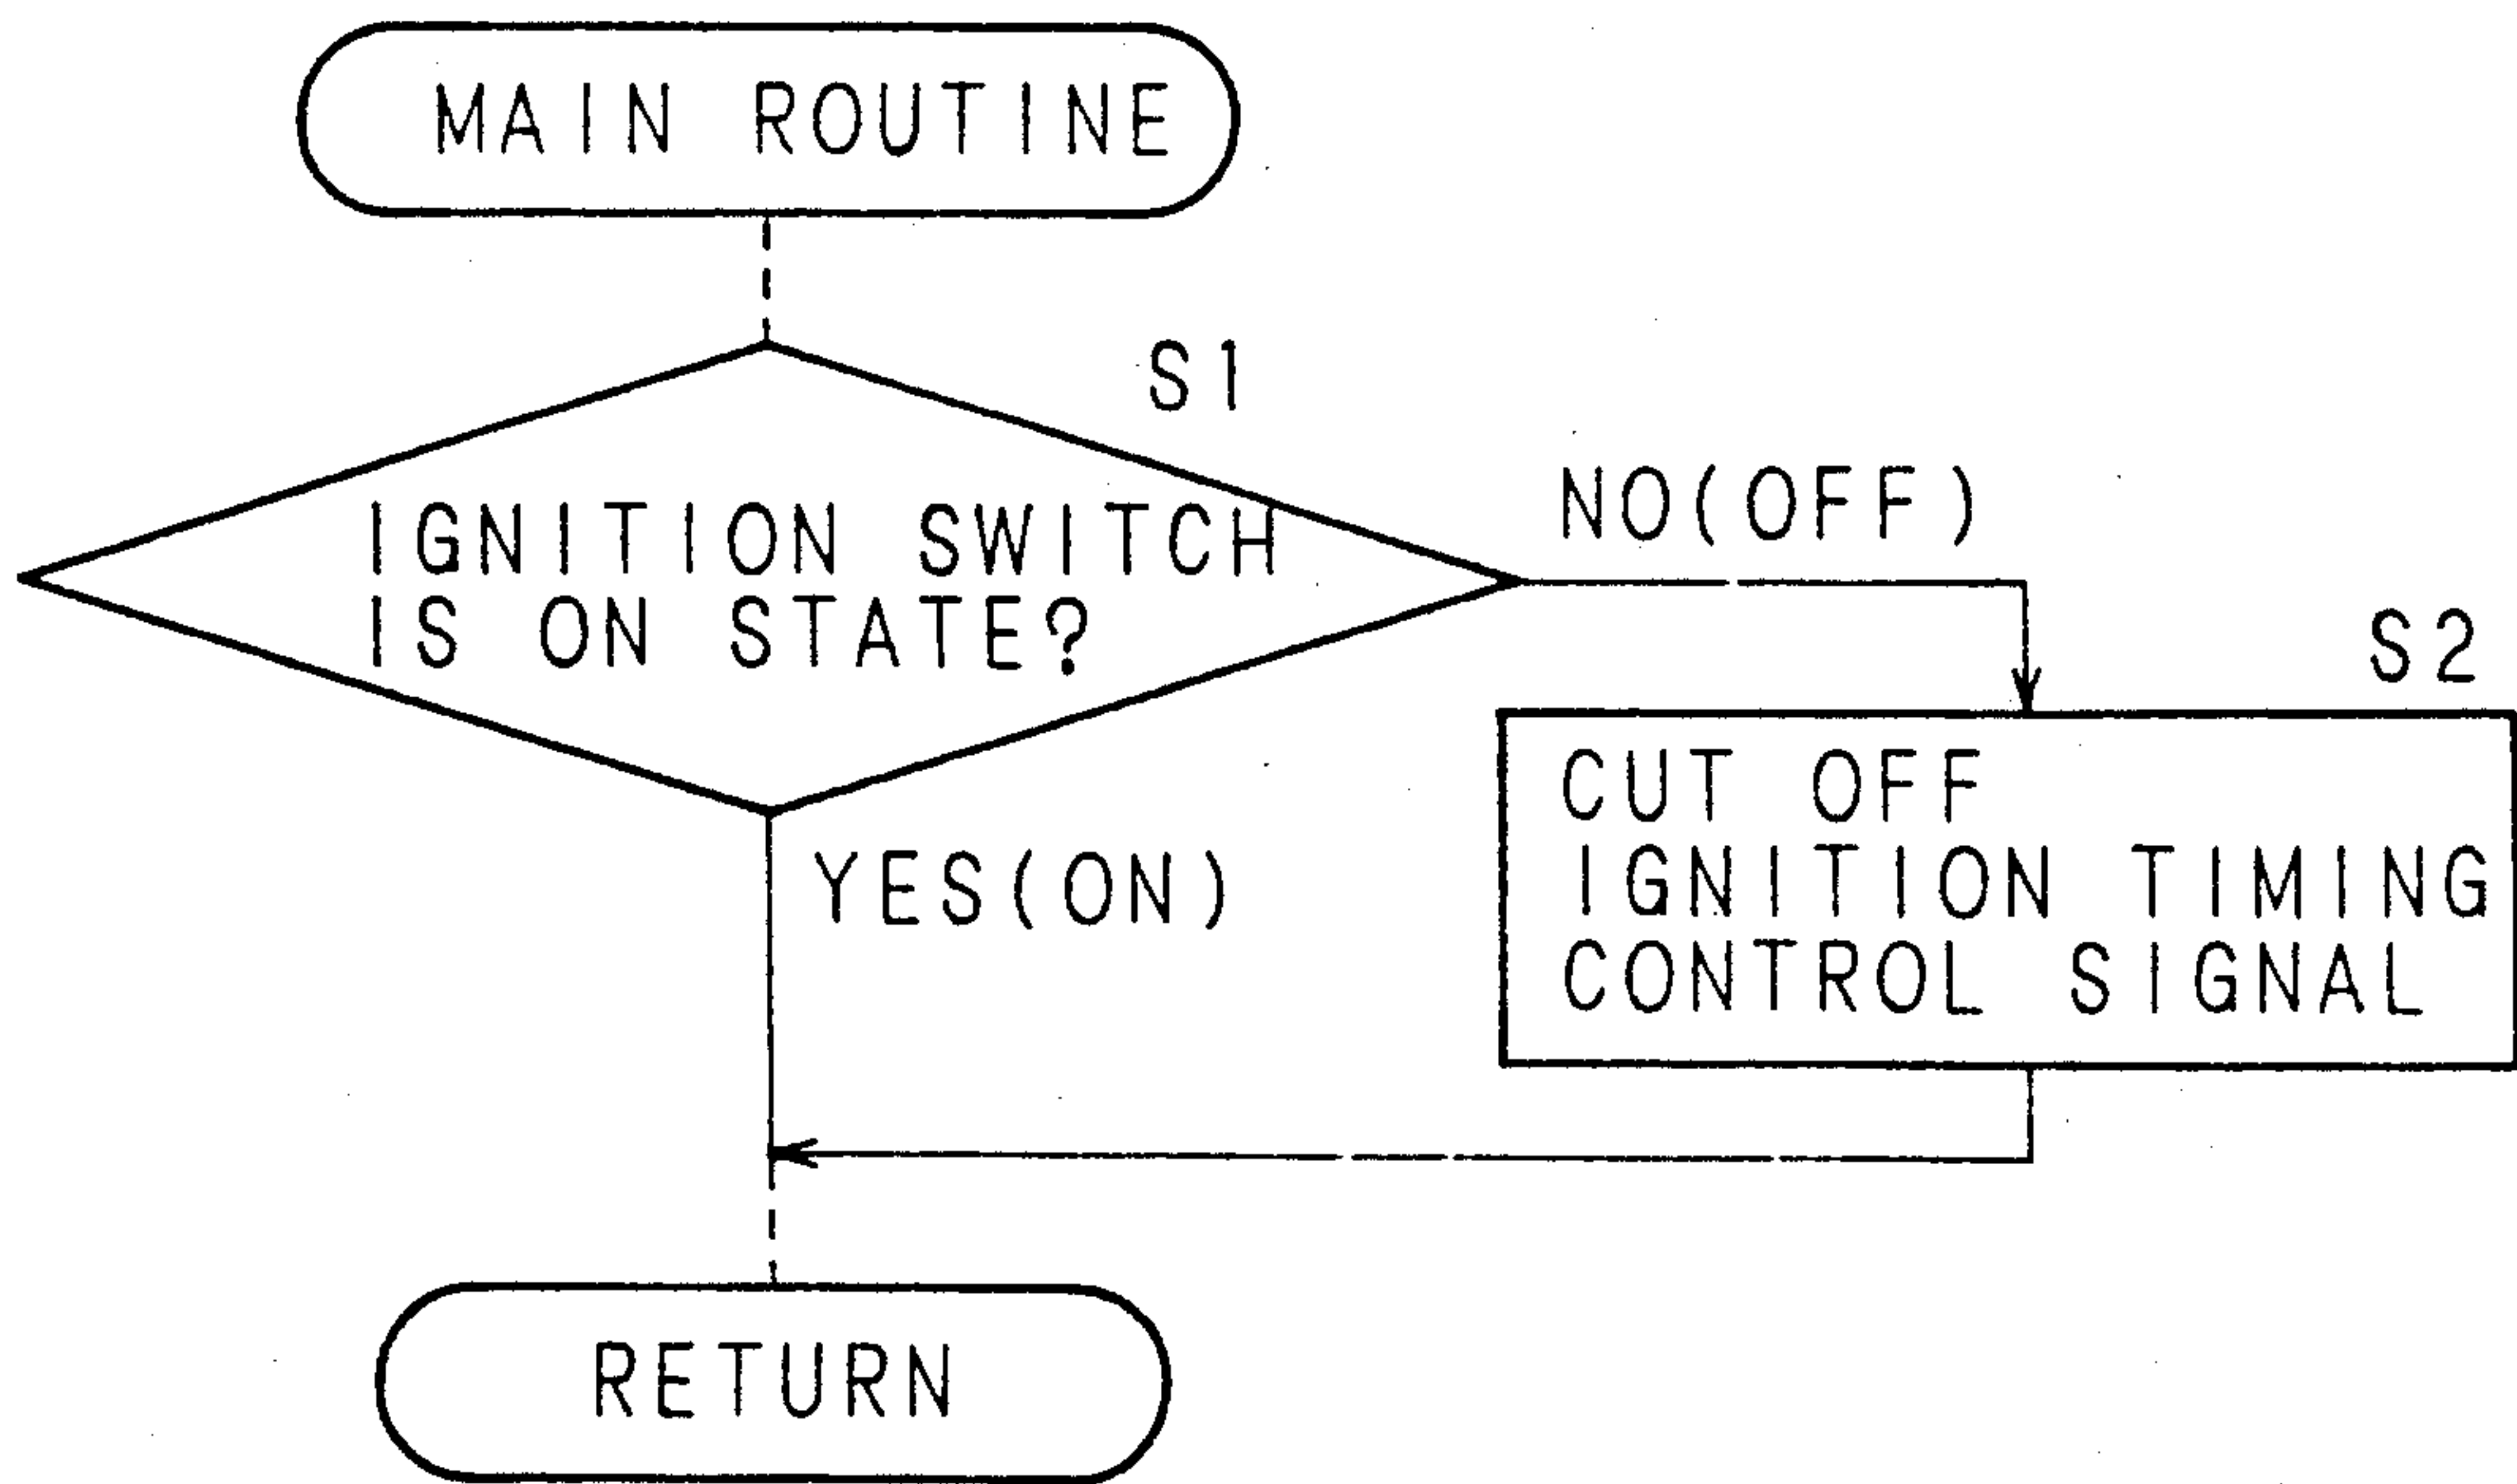 MAIN ROUTINE
S1
IGNITION SWITCH
IS ON STATE?
NO(OFF)
S2
CUT OFF
IGNITION TIMING
CONTROL SIGNAL
YES(ON)
RETURN